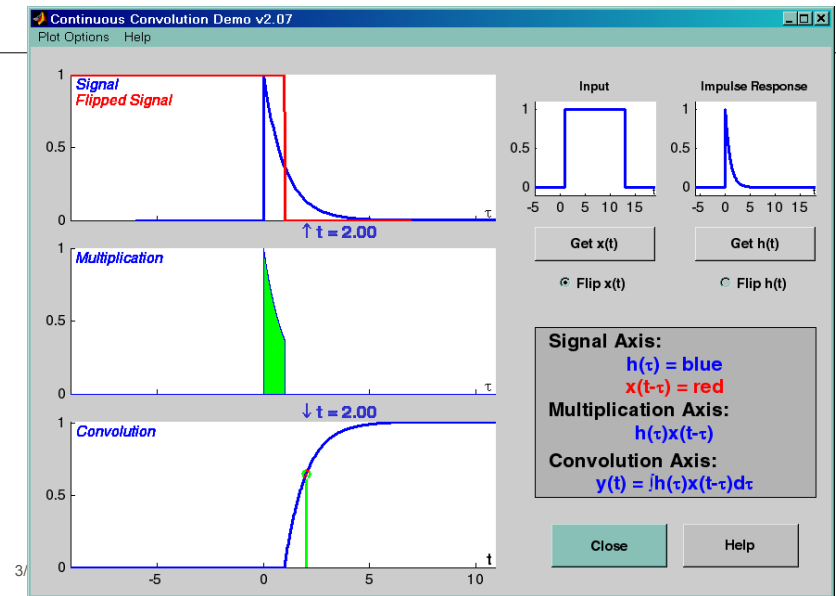 Continuous Convolution Demo v2.07
Plot Options Help
1
0.5
0
Signal
Flipped Signal
τ
↑ t = 2.00
1
0.5
0
Multiplication
τ
↓ t = 2.00
1
0.5
0
Convolution
t
-5 0 5 10
Input
1
0.5
0
-5 0 5 10 15
Impulse Response
1
0.5
0
-5 0 5 10 15
Get x(t)
Get h(t)
Flip x(t)
Flip h(t)
Signal Axis:
h(τ) = blue
x(t-τ) = red
Multiplication Axis:
h(τ)x(t-τ)
Convolution Axis:
y(t) = ∫h(τ)x(t-τ)dτ
Close
Help
3/